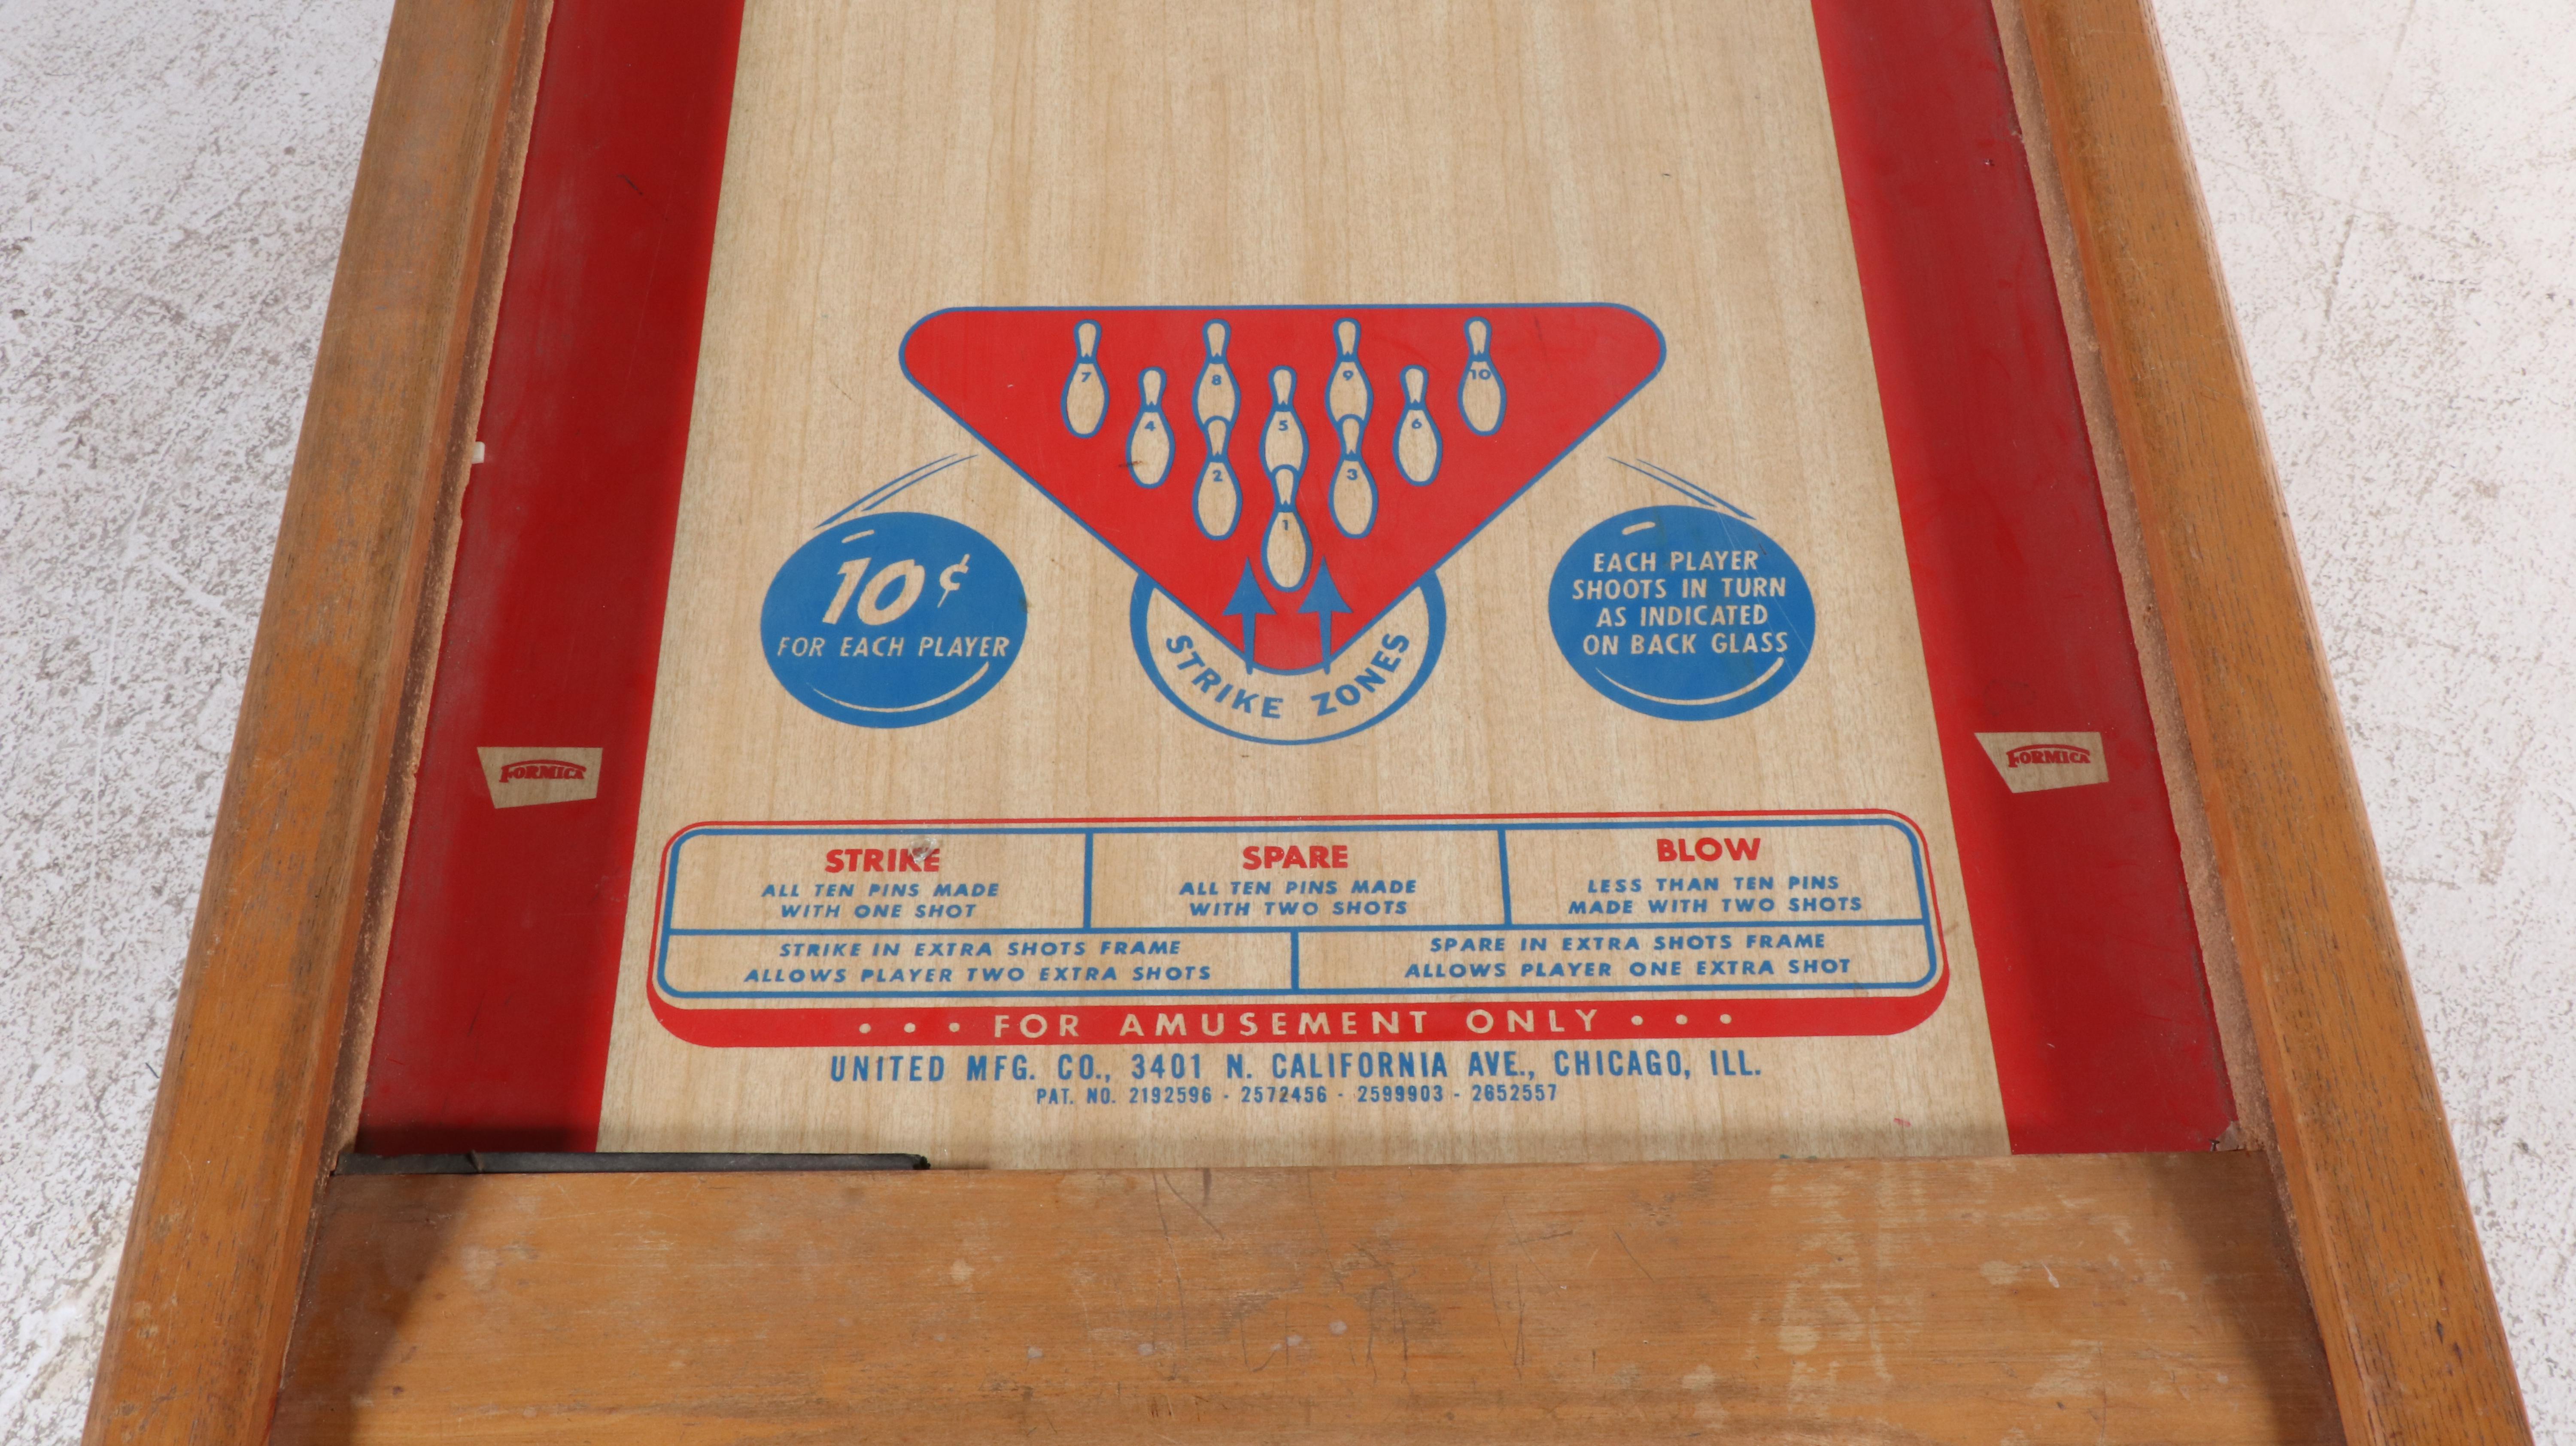 7 8 9 10
4 5 6
2 3
1
10¢
FOR EACH PLAYER
EACH PLAYER
SHOOTS IN TURN
AS INDICATED
ON BACK GLASS
STRIKE ZONES
FORMICA
FORMICA
STRIKE
ALL TEN PINS MADE
WITH ONE SHOT
SPARE
ALL TEN PINS MADE
WITH TWO SHOTS
BLOW
LESS THAN TEN PINS
MADE WITH TWO SHOTS
STRIKE IN EXTRA SHOTS FRAME
ALLOWS PLAYER TWO EXTRA SHOTS
SPARE IN EXTRA SHOTS FRAME
ALLOWS PLAYER ONE EXTRA SHOT
• • • FOR AMUSEMENT ONLY • • •
UNITED MFG. CO., 3401 N. CALIFORNIA AVE., CHICAGO, ILL.
PAT. NO. 2192596 - 2572456 - 2599903 - 2652557